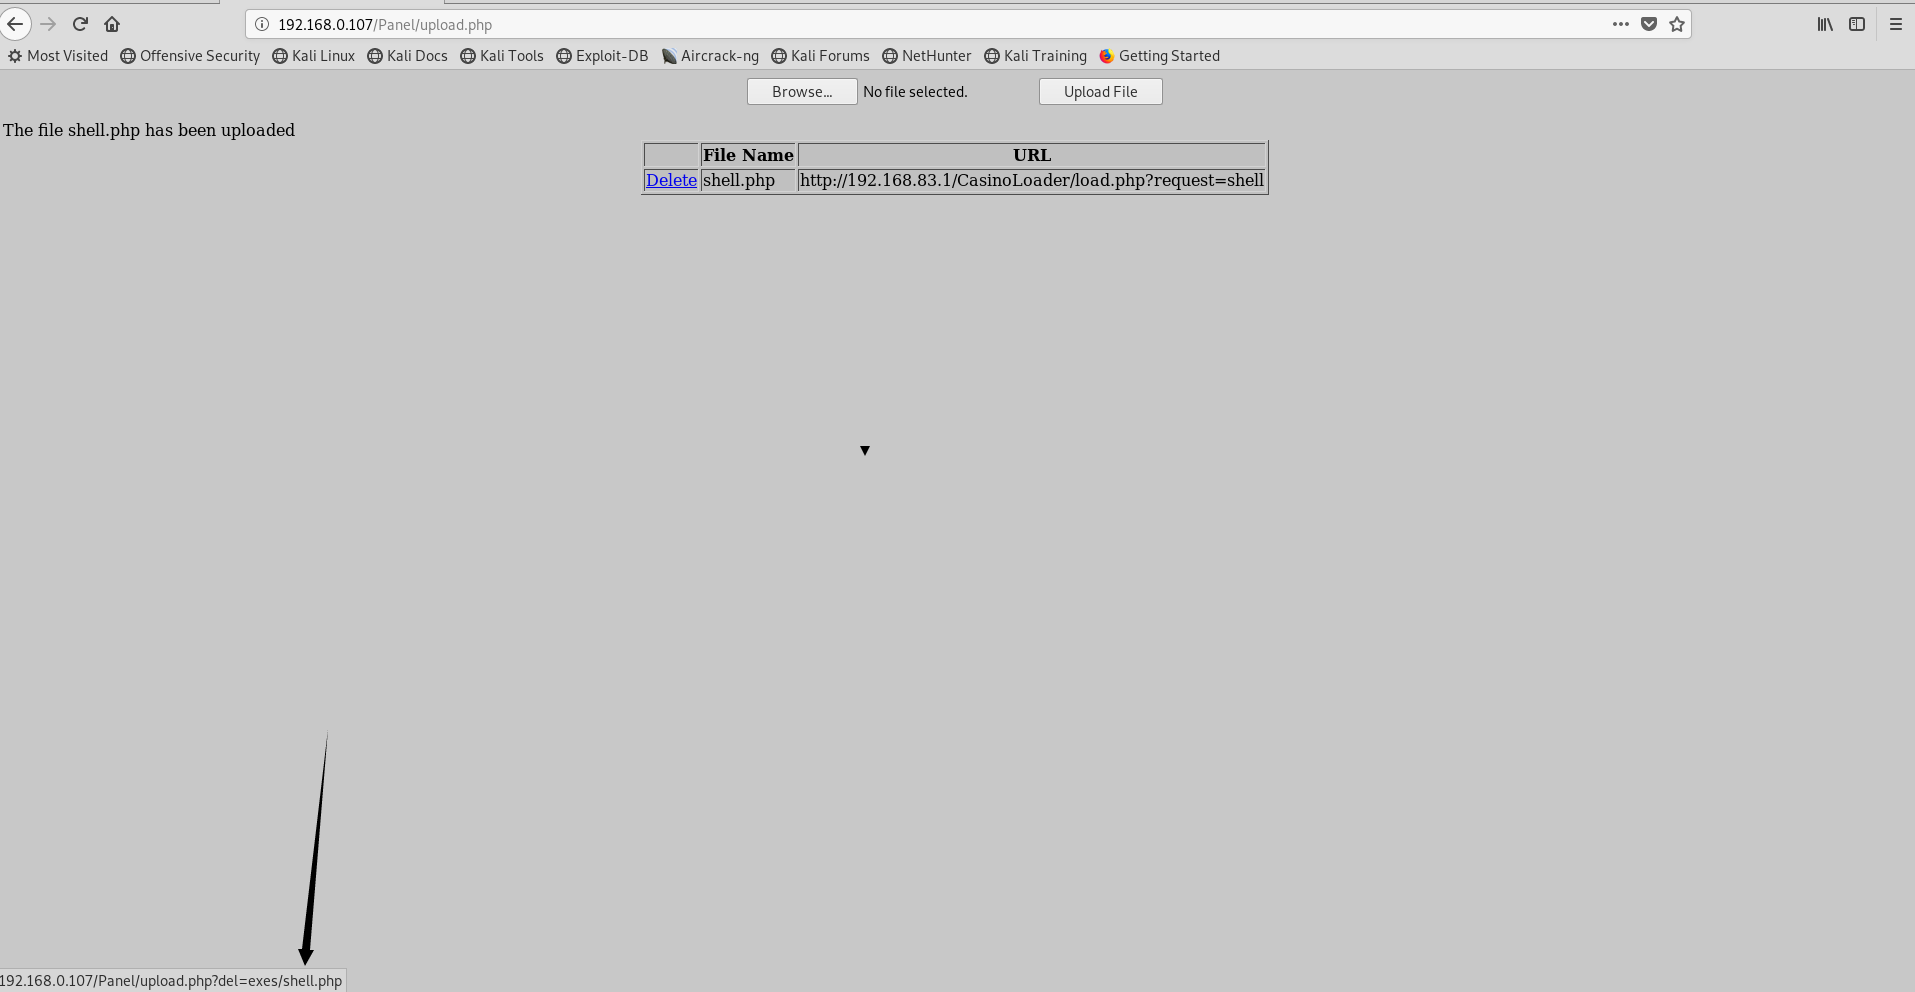 192.168.0.107/Panel/upload.php
Most Visited Offensive Security Kali Linux Kali Docs Kali Tools Exploit-DB Aircrack-ng Kali Forums NetHunter Kali Training Getting Started
Browse... No file selected. Upload File
The file shell.php has been uploaded
File Name URL
Delete shell.php http://192.168.83.1/CasinoLoader/load.php?request=shell
192.168.0.107/Panel/upload.php?del=exes/shell.php